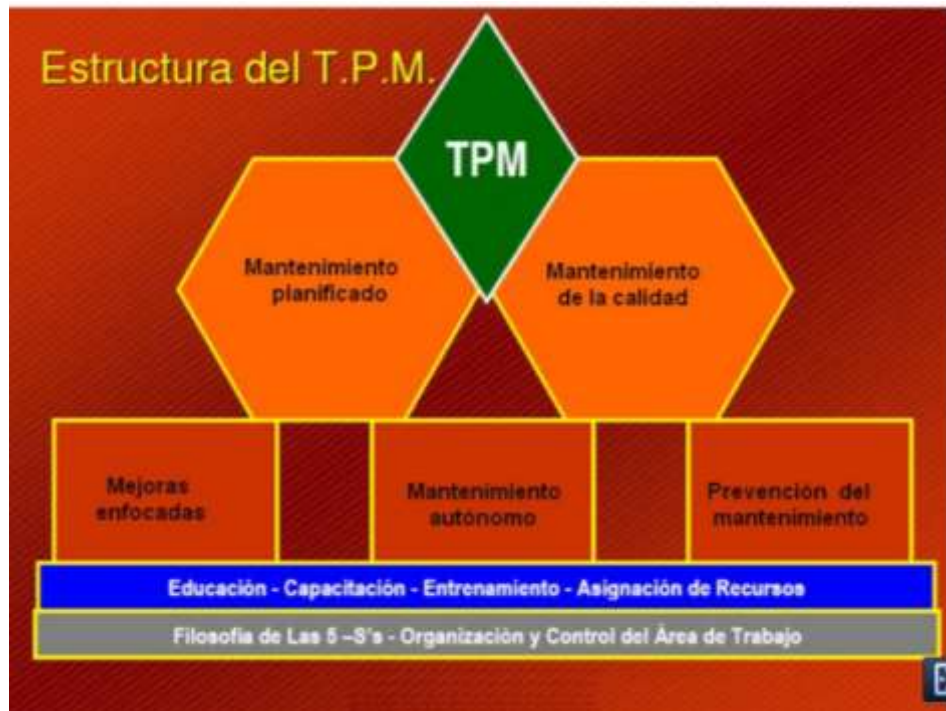 Estructura del T.P.M.
TPM
Mantenimiento
planificado
Mantenimiento
de la calidad
Mejoras
enfocadas
Mantenimiento
autónomo
Prevención del
mantenimiento
Educación - Capacitación - Entrenamiento - Asignación de Recursos
Filosofía de Las 5 –S's - Organización y Control del Área de Trabajo